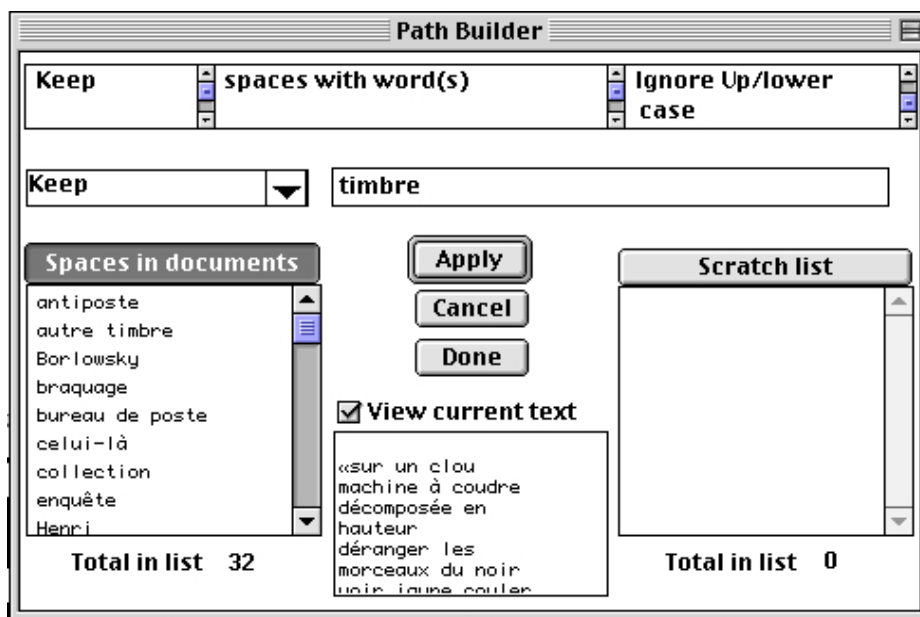 Path Builder
Keep
spaces with word(s)
Ignore Up/lower
case
Keep
timbre
Spaces in documents
antiposte
autre timbre
Borlowsky
braquage
bureau de poste
celui-là
collection
enquête
Henri
Total in list 32
Apply
Cancel
Done
View current text
«sur un clou
machine à coudre
décomposée en
hauteur
déranger les
morceaux du noir
voir jaune couler
Scratch list
Total in list 0